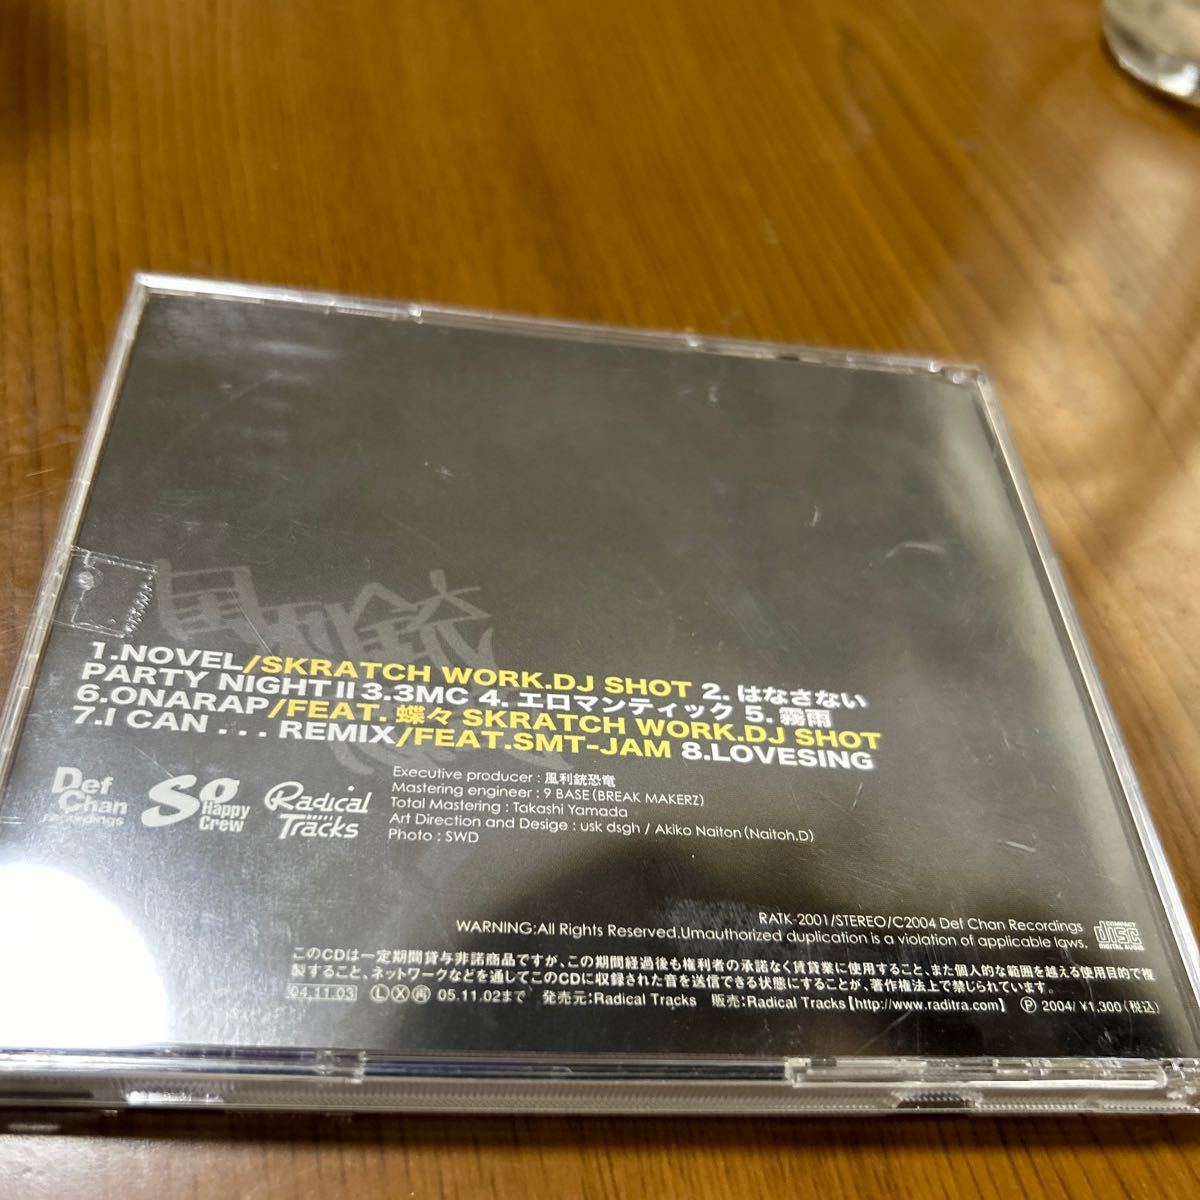 1.NOVEL/SKRATCH WORK.DJ SHOT 2. はなさない
PARTY NIGHT II 3.3MC 4. エロマンティック 5. 霧雨
6.ONARAP/FEAT. 蝶々 SKRATCH WORK.DJ SHOT
7.I CAN . . . REMIX/FEAT.SMT-JAM 8.LOVESING
Def
Chan
recordings
So
Happy
Crew
Radical
Tracks
Executive producer : 風利銃恐竜
Mastering engineer : 9 BASE (BREAK MAKERZ)
Total Mastering : Takashi Yamada
Art Direction and Desige : usk dsgh / Akiko Naiton (Naitoh.D)
Photo : SWD
RATK-2001/STEREO/C2004 Def Chan Recordings
WARNING:All Rights Reserved.Unauthorized duplication is a violation of applicable laws.
COMPACT
disc
DIGITAL AUDIO
このCDは一定期間貸与非許諾商品ですが、この期間経過後も権利者の承諾なく賃貸業に使用すること、また個人的な範囲を越える使用目的で複
製すること、ネットワークなどを通してこのCDに収録された音を送信できる状態にすることが、著作権法上で禁じられています。
04.11.03 Ⓛ Ⓧ ㊢ 05.11.02まで 発売元:Radical Tracks 販売:Radical Tracks【http://www.raditra.com】 Ⓟ 2004/ ¥1,300 (税込)